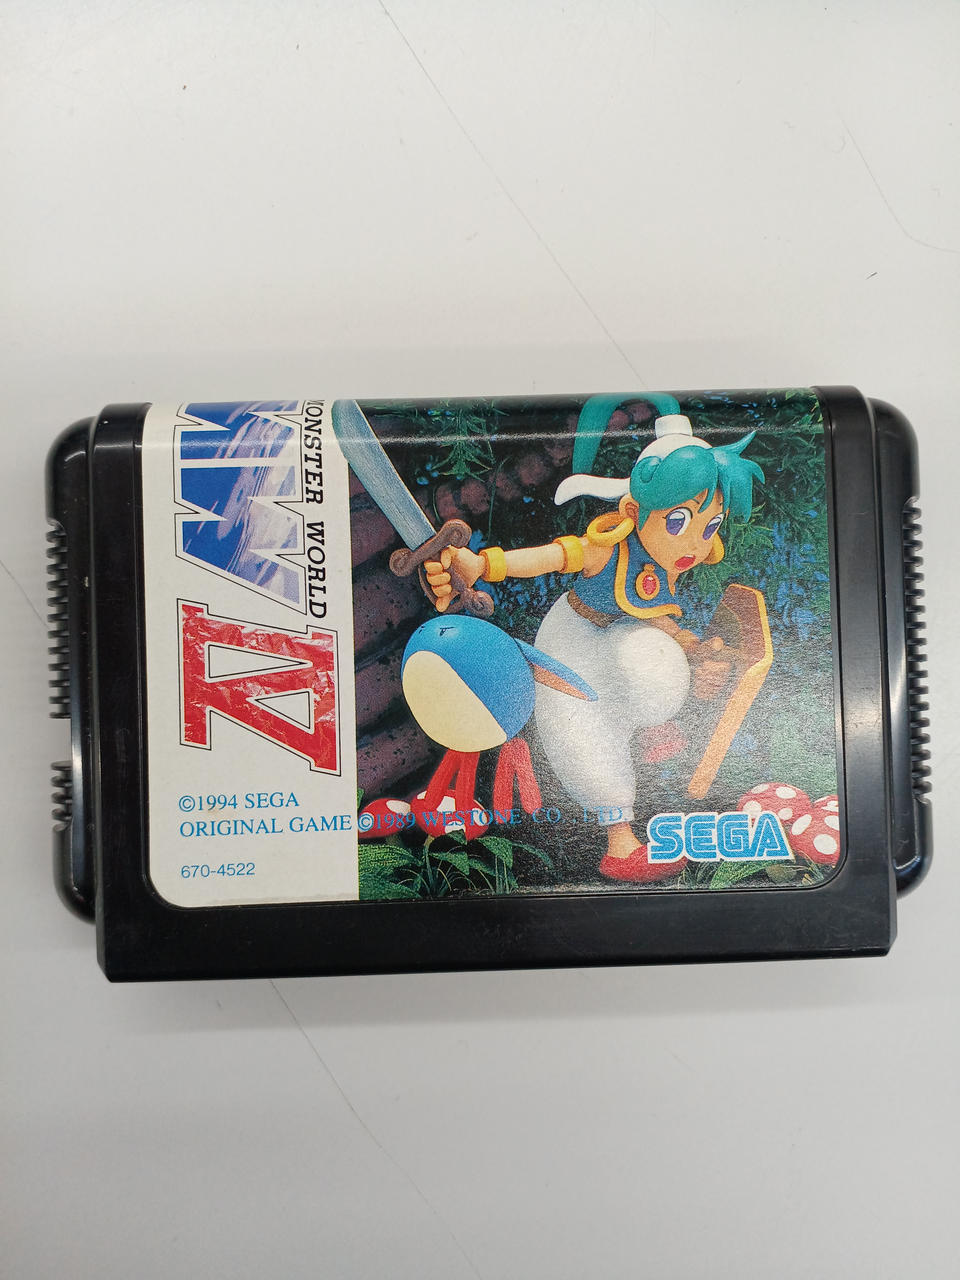 MONSTER WORLD
MW
IV
©1994 SEGA
ORIGINAL GAME ©1989 WESTONE CO., LTD.
670-4522
SEGA